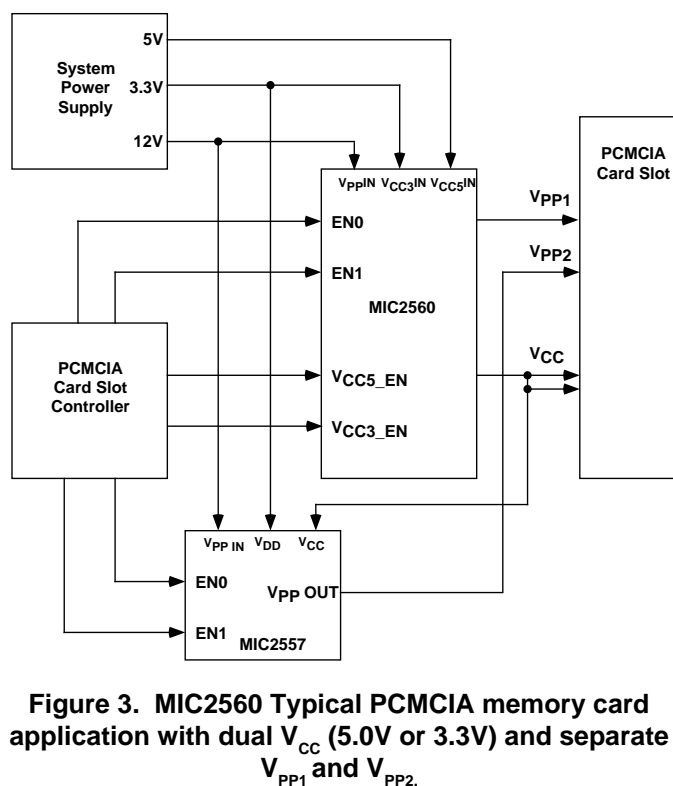 5V
System
Power
Supply
3.3V
12V
PCMCIA
Card Slot
VPPIN VCC3IN VCC5IN
VPP1
EN0
VPP2
EN1
MIC2560
PCMCIA
Card Slot
Controller
VCC
VCC5_EN
VCC3_EN
VPP IN VDD VCC
EN0
VPP OUT
EN1
MIC2557
Figure 3. MIC2560 Typical PCMCIA memory card
application with dual VCC (5.0V or 3.3V) and separate
VPP1 and VPP2.